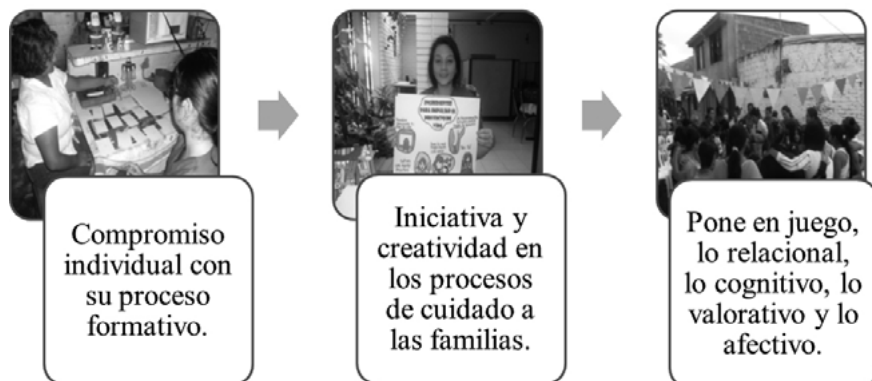 Compromiso
individual con
su proceso
formativo.
Iniciativa y
creatividad en
los procesos
de cuidado a
las familias.
Pone en juego,
lo relacional,
lo cognitivo, lo
valorativo y lo
afectivo.